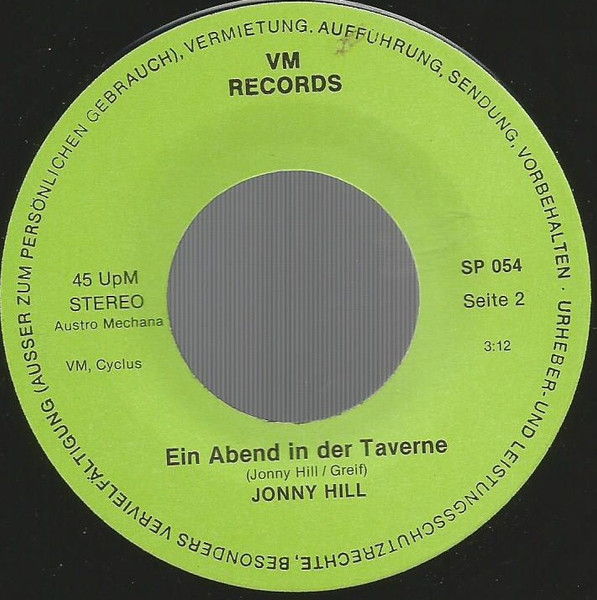 URHEBER-UND LEISTUNGSSCHUTZRECHTE, BESONDERS VERVIELFÄLTIGUNG (AUSSER ZUM PERSÖNLICHEN GEBRAUCH), VERMIETUNG. AUFFÜHRUNG, SENDUNG, VORBEHALTEN ·
VM
RECORDS
45 UpM
STEREO
Austro Mechana
VM, Cyclus
SP 054
Seite 2
3:12
Ein Abend in der Taverne
(Jonny Hill / Greif)
JONNY HILL